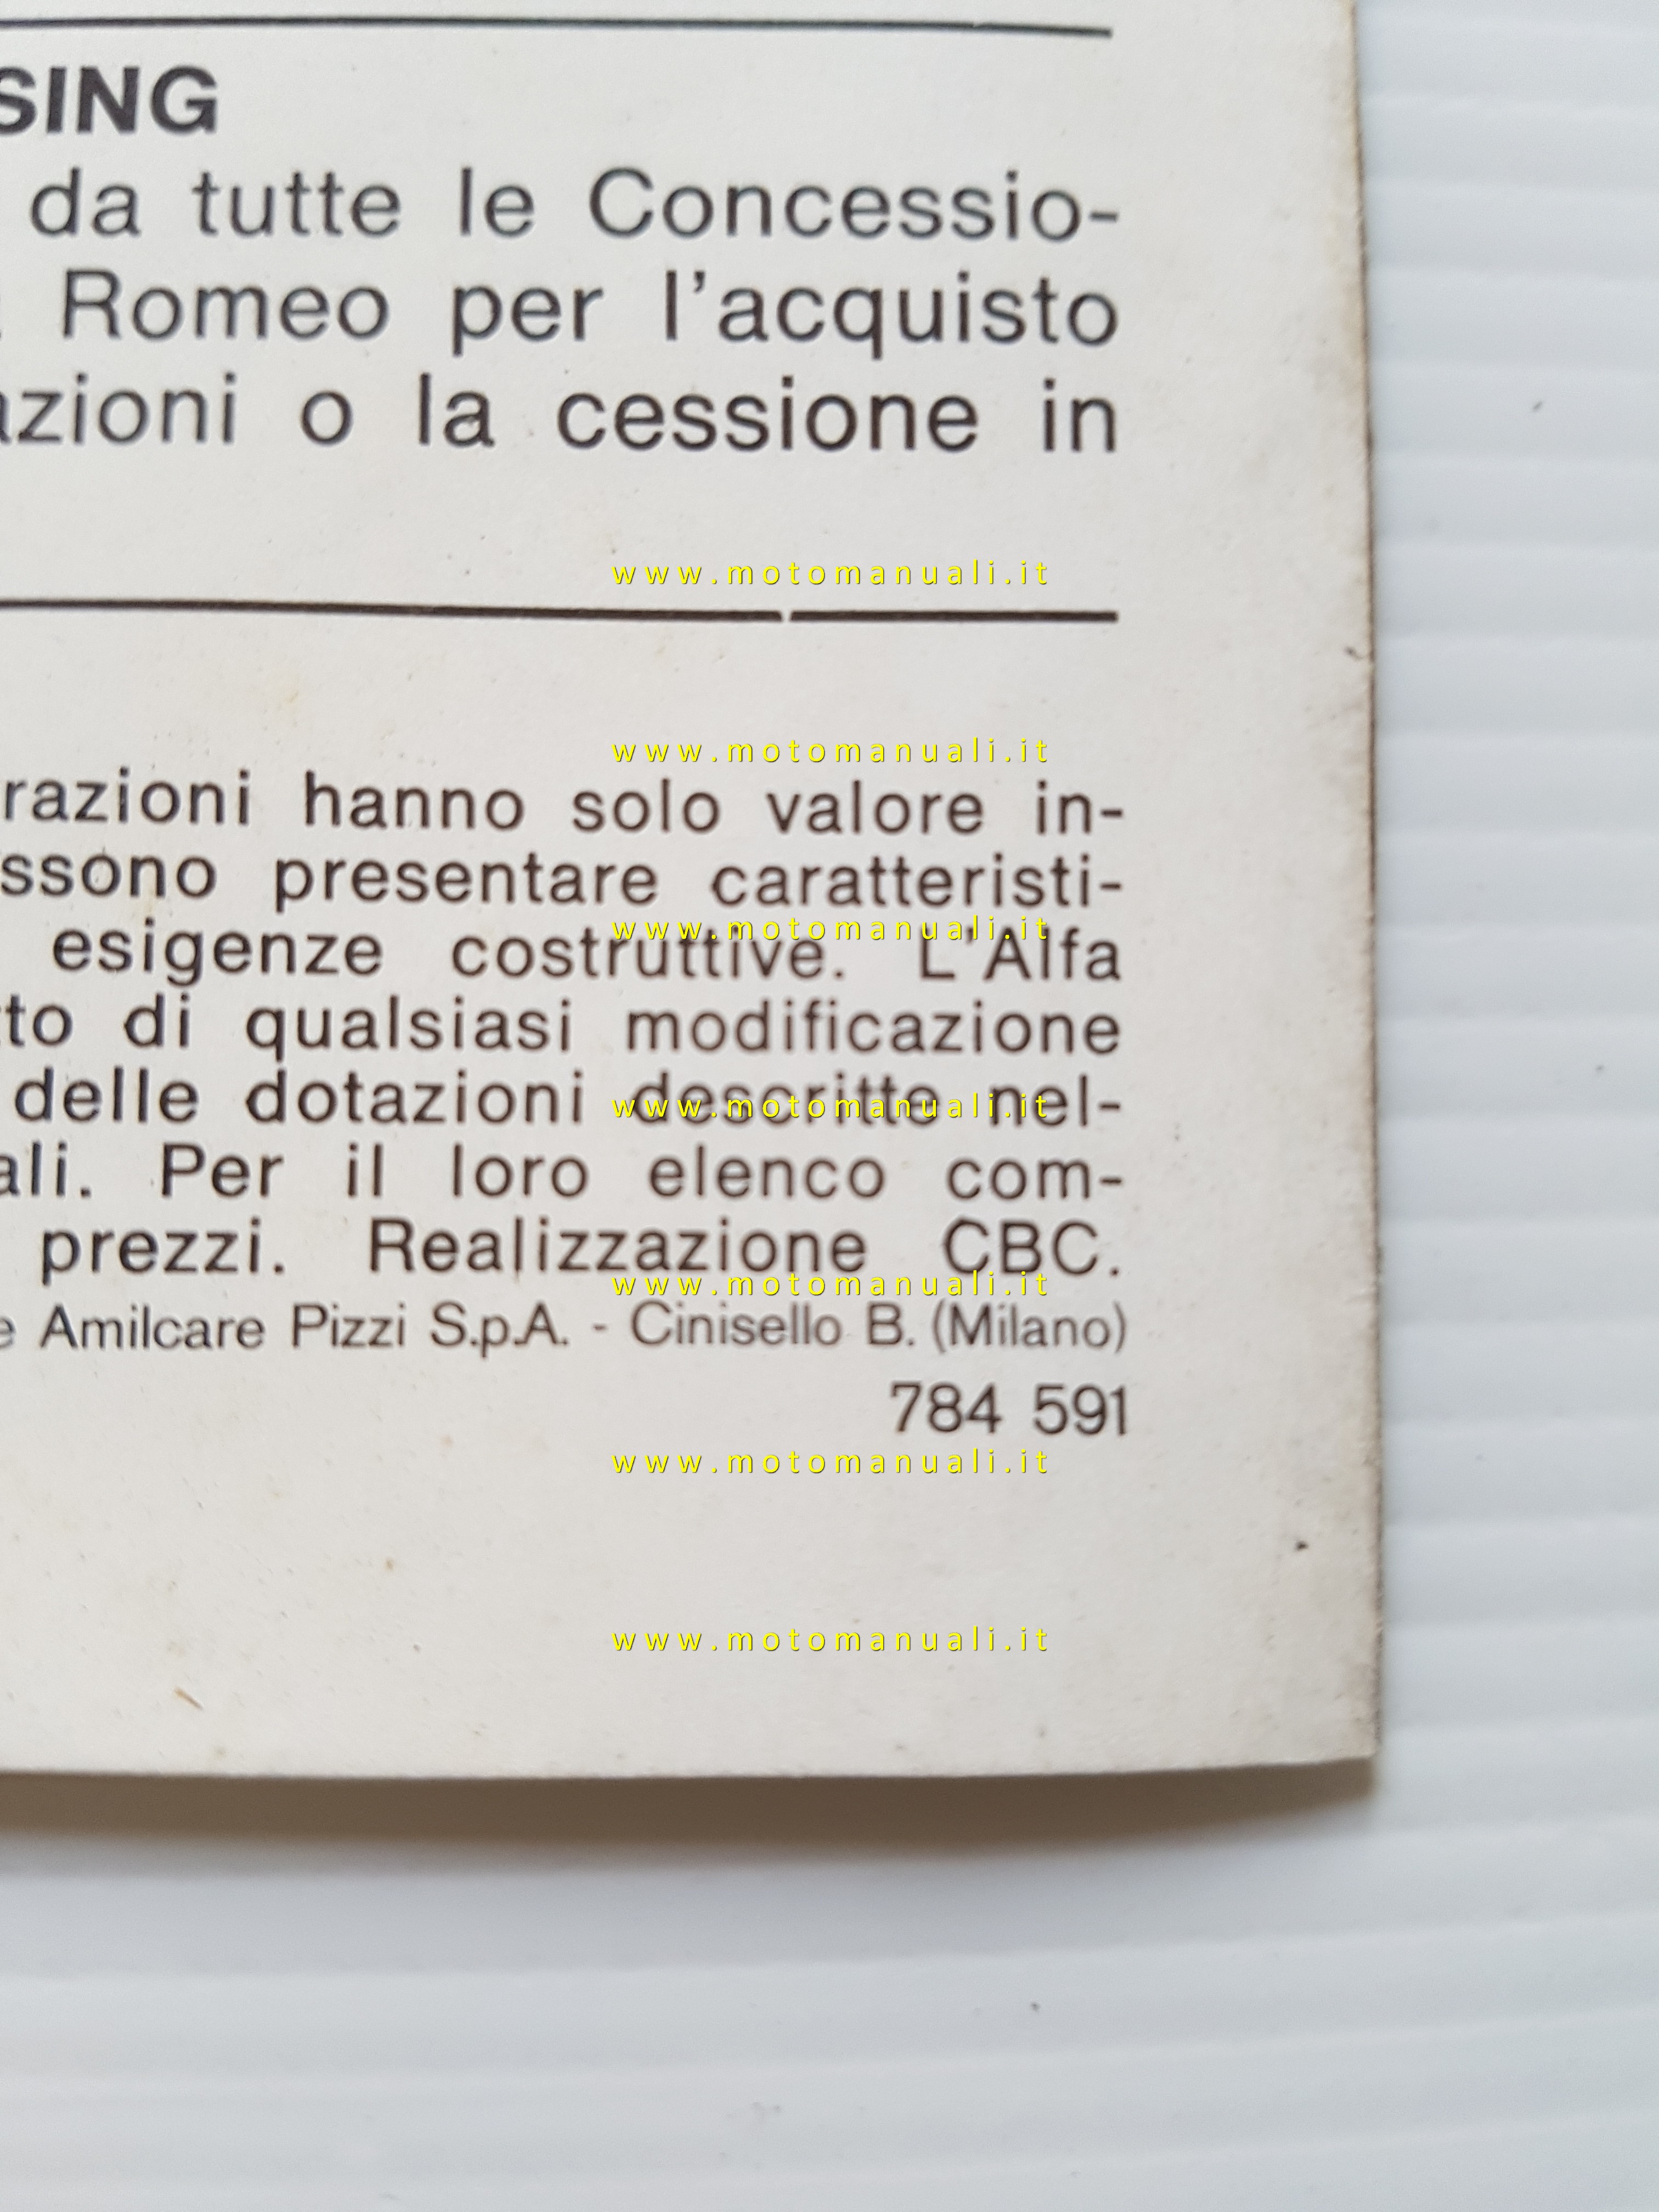 SING
da tutte le Concessio-
Romeo per l'acquisto
azioni o la cessione in
www.motomanuali.it
www.motomanuali.it
razioni hanno solo valore in-
ssono presentare caratteristi-
www.motomanuali.it
esigenze costruttive. L'Alfa
tto di qualsiasi modificazione
delle dotazioni descritte nel-
www.motomanuali.it
ali. Per il loro elenco com-
prezzi. Realizzazione CBC.
www.motomanuali.it
e Amilcare Pizzi S.p.A. - Cinisello B. (Milano)
784 591
www.motomanuali.it
www.motomanuali.it